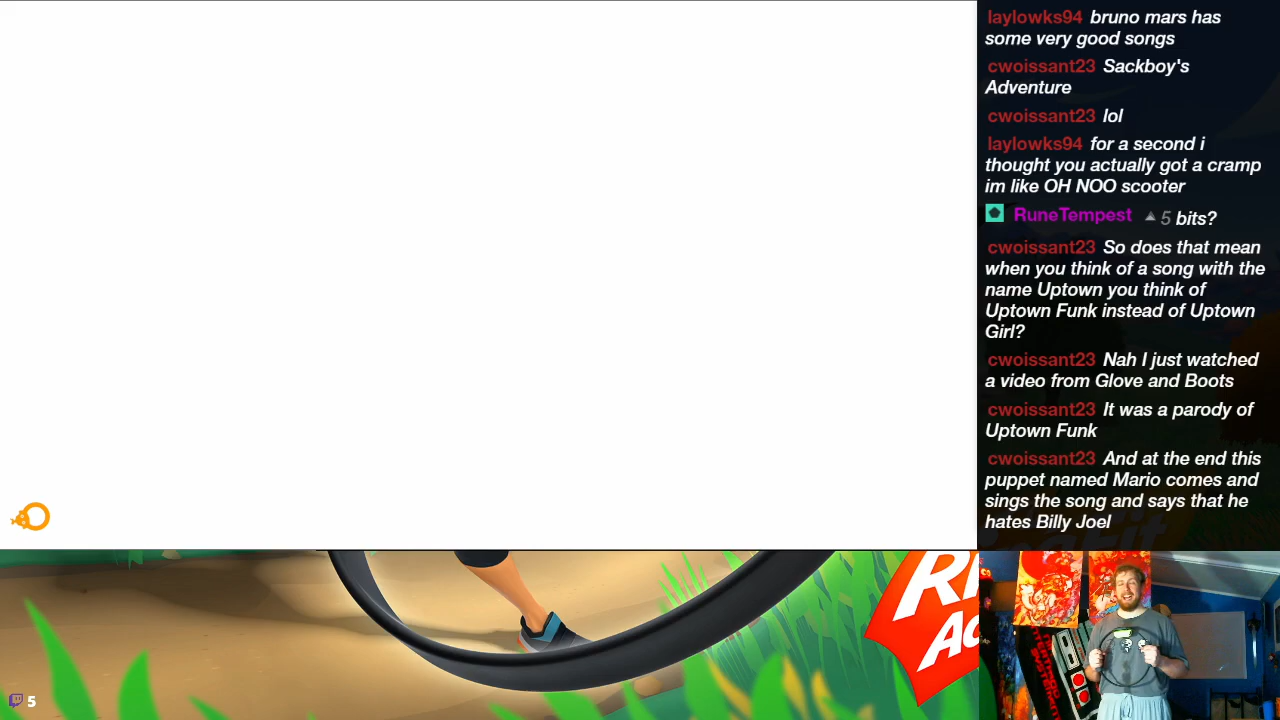 laylowks94 bruno mars has
some very good songs
cwoissant23 Sackboy's
Adventure
cwoissant23 lol
laylowks94 for a second i
thought you actually got a cramp
im like OH NOO scooter
RuneTempest 5 bits?
cwoissant23 So does that mean
when you think of a song with the
name Uptown you think of
Uptown Funk instead of Uptown
Girl?
cwoissant23 Nah I just watched
a video from Glove and Boots
cwoissant23 It was a parody of
Uptown Funk
cwoissant23 And at the end this
puppet named Mario comes and
sings the song and says that he
hates Billy Joel
5